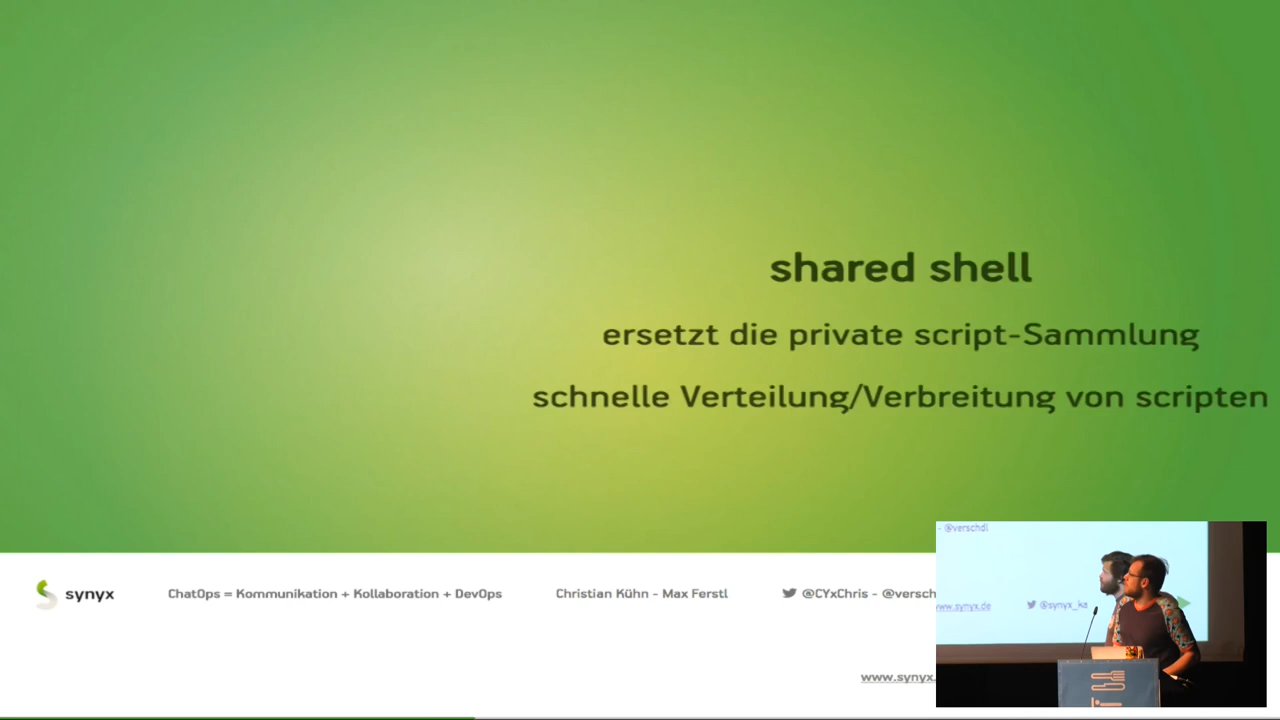 shared shell
ersetzt die private script-Sammlung
schnelle Verteilung/Verbreitung von scripten
synyx
ChatOps = Kommunikation + Kollaboration + DevOps
Christian Kühn - Max Ferstl
@CYxChris - @versch
www.synyx.
- @verschdl
www.synyx.de
@synyx_ka